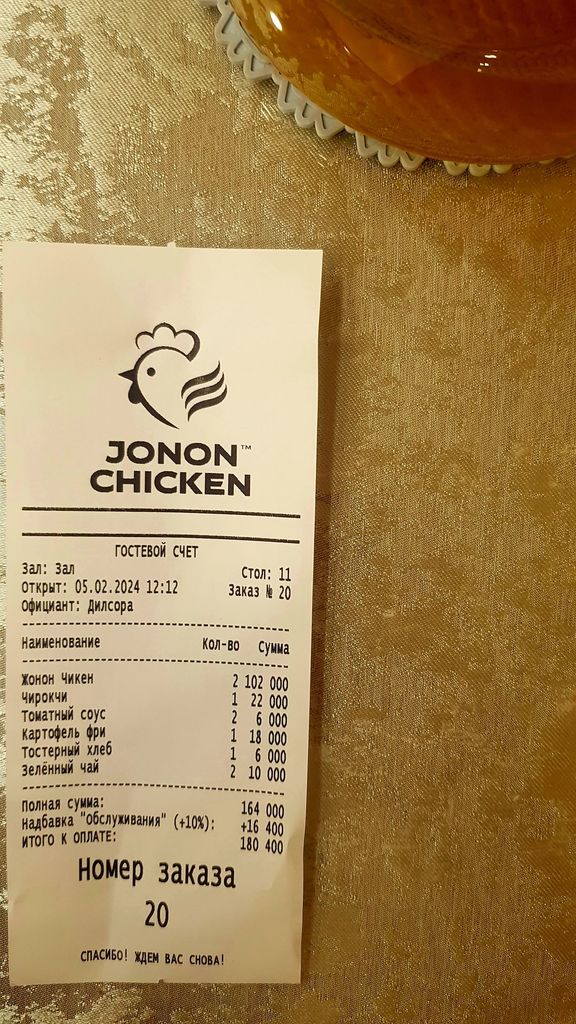 JONON™
CHICKEN
ГОСТЕВОЙ СЧЕТ
Зал: Зал Стол: 11
Открыт: 05.02.2024 12:12 Заказ № 20
Официант: Дилсора
Наименование Кол-во Сумма
Жонон Чикен 2 102 000
Чирокчи 1 22 000
Томатный соус 2 6 000
Картофель фри 1 18 000
Тостерный хлеб 1 6 000
Зелённый чай 2 10 000
Полная сумма: 164 000
Надбавка "обслуживания" (+10%): +16 400
ИТОГО К ОПЛАТЕ: 180 400
Номер заказа
20
СПАСИБО! ЖДЕМ ВАС СНОВА!